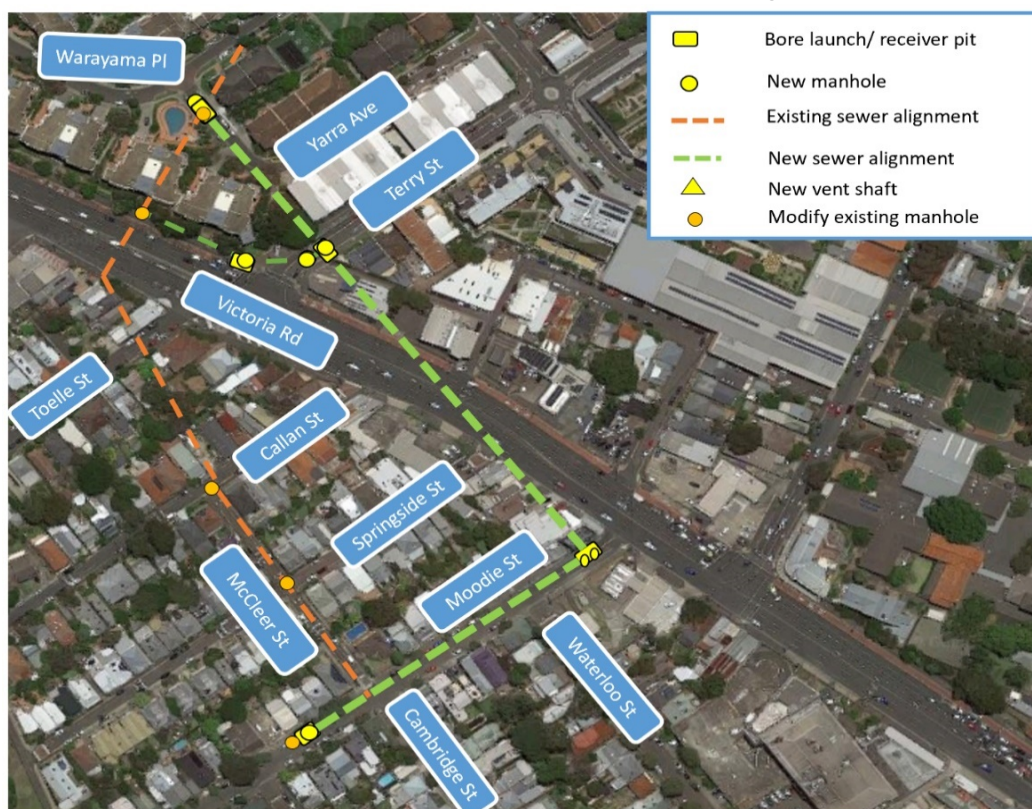 Warayama Pl
Yarra Ave
Terry St
Victoria Rd
Toelle St
Callan St
Springside St
McCleer St
Moodie St
Waterloo St
Cambridge St
Bore launch/ receiver pit
New manhole
Existing sewer alignment
New sewer alignment
New vent shaft
Modify existing manhole